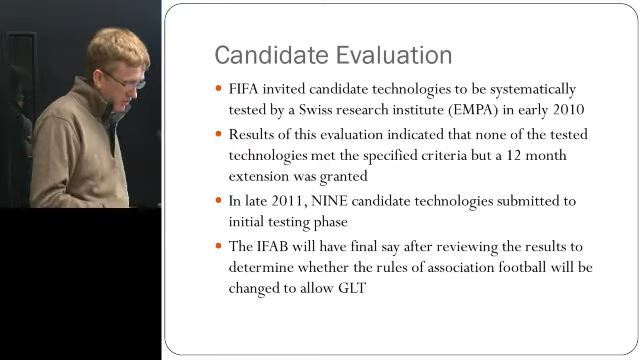 Candidate Evaluation
• FIFA invited candidate technologies to be systematically
tested by a Swiss research institute (EMPA) in early 2010
• Results of this evaluation indicated that none of the tested
technologies met the specified criteria but a 12 month
extension was granted
• In late 2011, NINE candidate technologies submitted to
initial testing phase
• The IFAB will have final say after reviewing the results to
determine whether the rules of association football will be
changed to allow GLT